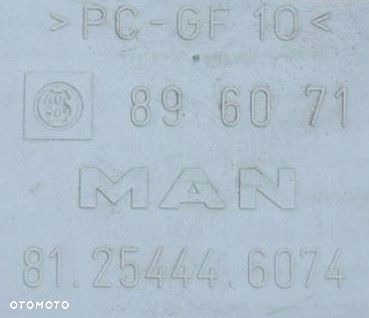 >PC-GF 10<
89 60 71
MAN
81.25444.6074
OTOMOTO